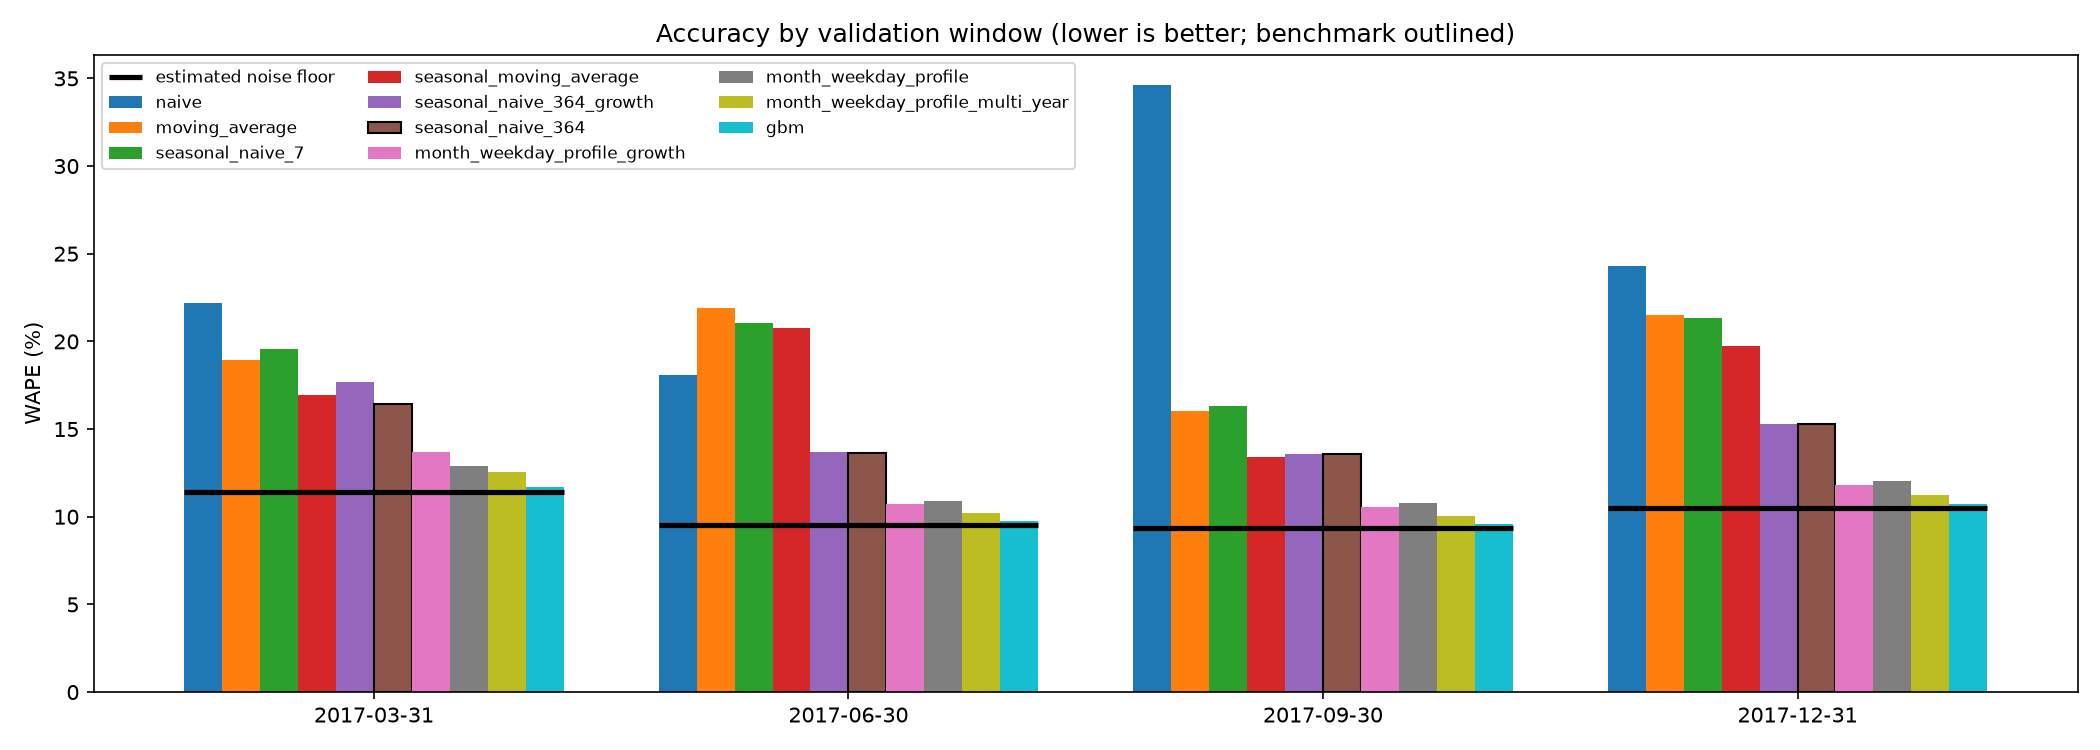 Accuracy by validation window (lower is better; benchmark outlined)
estimated noise floor
naive
moving_average
seasonal_naive_7
seasonal_moving_average
seasonal_naive_364_growth
seasonal_naive_364
month_weekday_profile_growth
month_weekday_profile
month_weekday_profile_multi_year
gbm
WAPE (%)
35
30
25
20
15
10
5
0
2017-03-31
2017-06-30
2017-09-30
2017-12-31